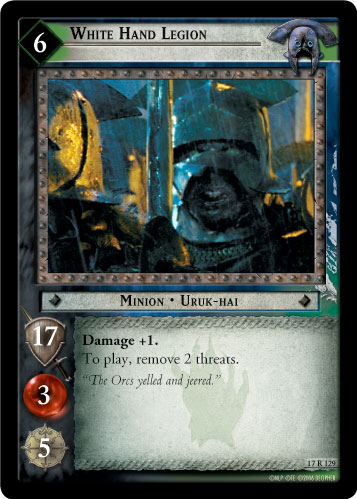 6 White Hand Legion
Minion • Uruk-hai
17
Damage +1.
To play, remove 2 threats.
"The Orcs yelled and jeered."
3
5
17 R 129